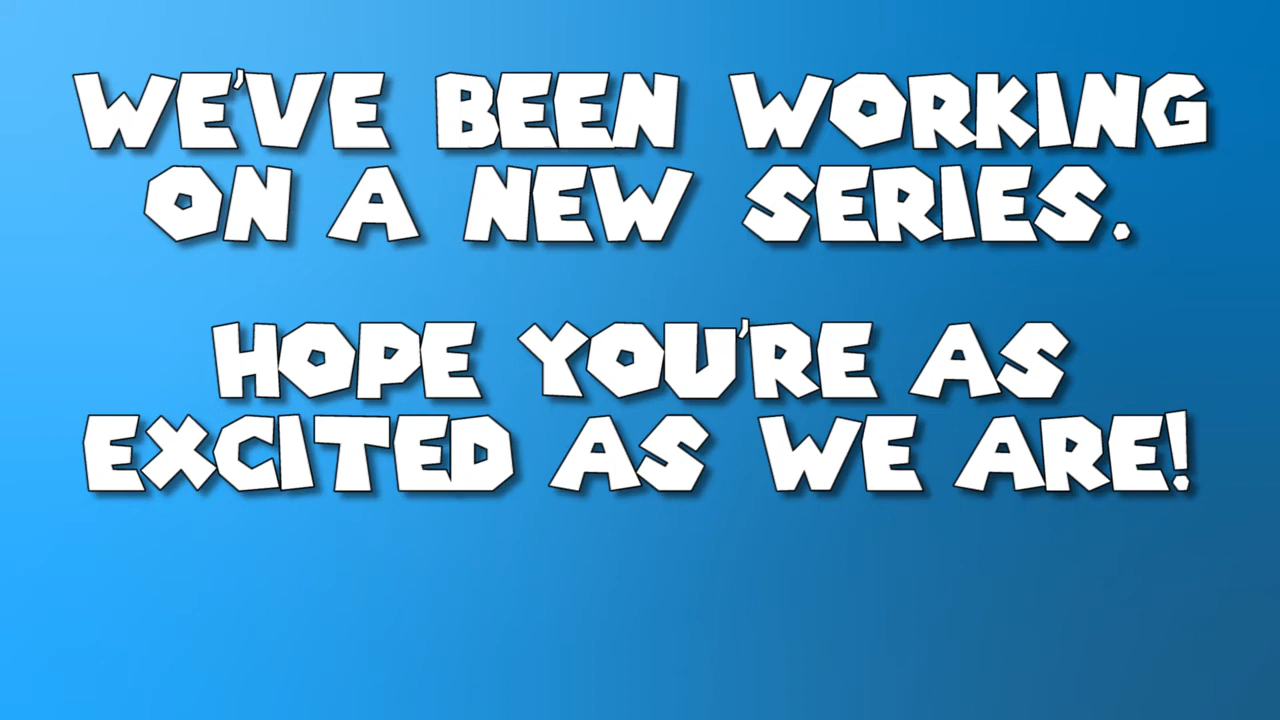 WE'VE BEEN WORKING
ON A NEW SERIES.
HOPE YOU'RE AS
EXCITED AS WE ARE!